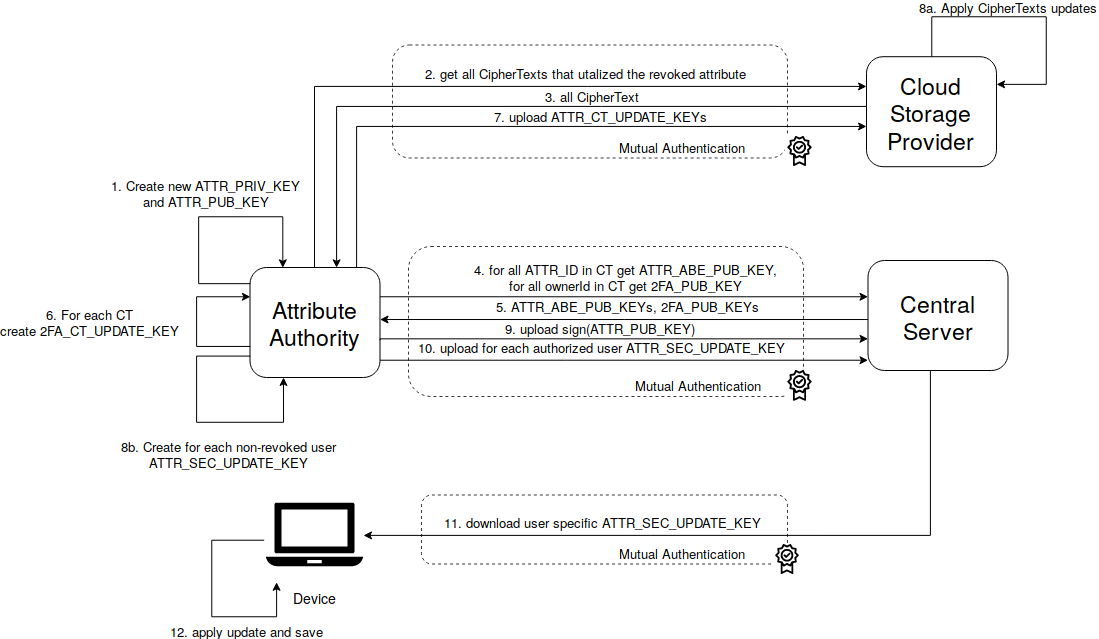 8a. Apply CipherTexts updates
2. get all CipherTexts that utalized the revoked attribute
3. all CipherText
7. upload ATTR_CT_UPDATE_KEYs
Mutual Authentication
Cloud
Storage
Provider
1. Create new ATTR_PRIV_KEY
and ATTR_PUB_KEY
4. for all ATTR_ID in CT get ATTR_ABE_PUB_KEY,
for all ownerId in CT get 2FA_PUB_KEY
5. ATTR_ABE_PUB_KEYs, 2FA_PUB_KEYs
9. upload sign(ATTR_PUB_KEY)
10. upload for each authorized user ATTR_SEC_UPDATE_KEY
Mutual Authentication
Attribute
Authority
Central
Server
6. For each CT
create 2FA_CT_UPDATE_KEY
8b. Create for each non-revoked user
ATTR_SEC_UPDATE_KEY
11. download user specific ATTR_SEC_UPDATE_KEY
Mutual Authentication
Device
12. apply update and save